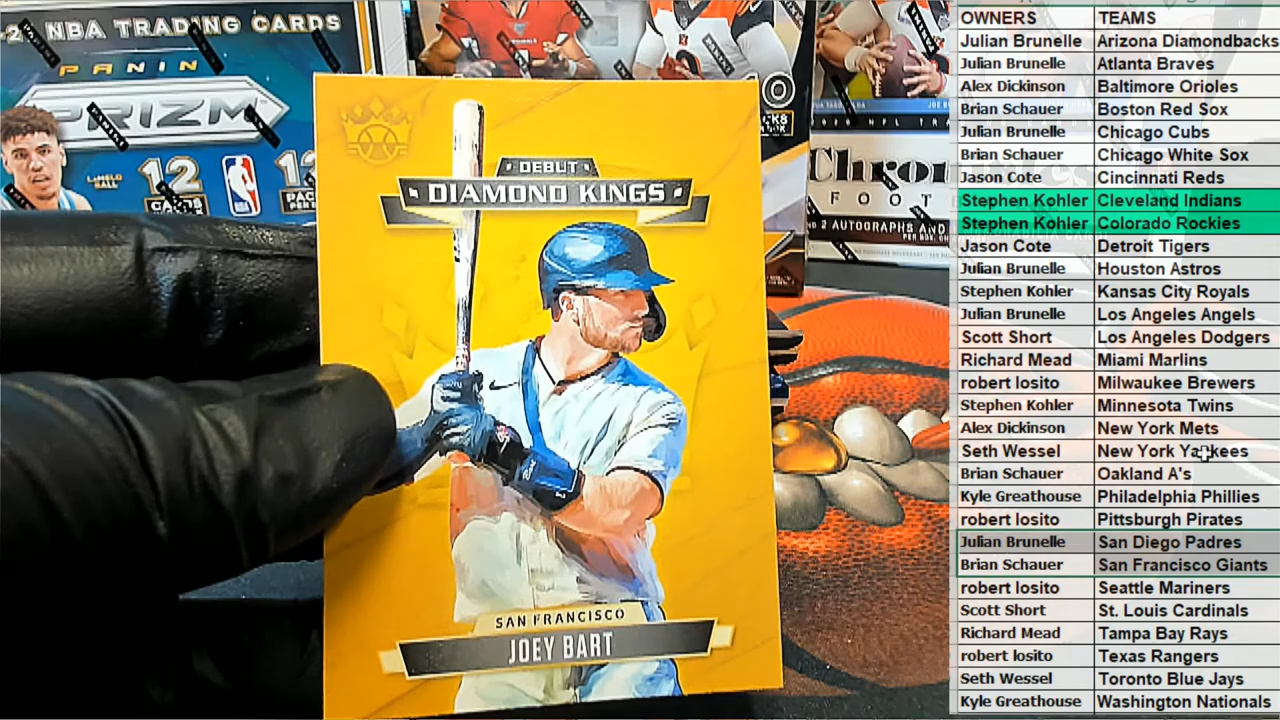 NBA TRADING CARDS
PANIN
PRIZM
LaMELO
BALL
12
CARDS
DEBUT
DIAMOND KINGS
SAN FRANCISCO
JOEY BART
Chron
FOOT
2 AUTOGRAPHS AND
OWNERS TEAMS
Julian Brunelle Arizona Diamondbacks
Julian Brunelle Atlanta Braves
Alex Dickinson Baltimore Orioles
Brian Schauer Boston Red Sox
Julian Brunelle Chicago Cubs
Brian Schauer Chicago White Sox
Jason Cote Cincinnati Reds
Stephen Kohler Cleveland Indians
Stephen Kohler Colorado Rockies
Jason Cote Detroit Tigers
Julian Brunelle Houston Astros
Stephen Kohler Kansas City Royals
Julian Brunelle Los Angeles Angels
Scott Short Los Angeles Dodgers
Richard Mead Miami Marlins
robert losito Milwaukee Brewers
Stephen Kohler Minnesota Twins
Alex Dickinson New York Mets
Seth Wessel New York Yankees
Brian Schauer Oakland A's
Kyle Greathouse Philadelphia Phillies
robert losito Pittsburgh Pirates
Julian Brunelle San Diego Padres
Brian Schauer San Francisco Giants
robert losito Seattle Mariners
Scott Short St. Louis Cardinals
Richard Mead Tampa Bay Rays
robert losito Texas Rangers
Seth Wessel Toronto Blue Jays
Kyle Greathouse Washington Nationals